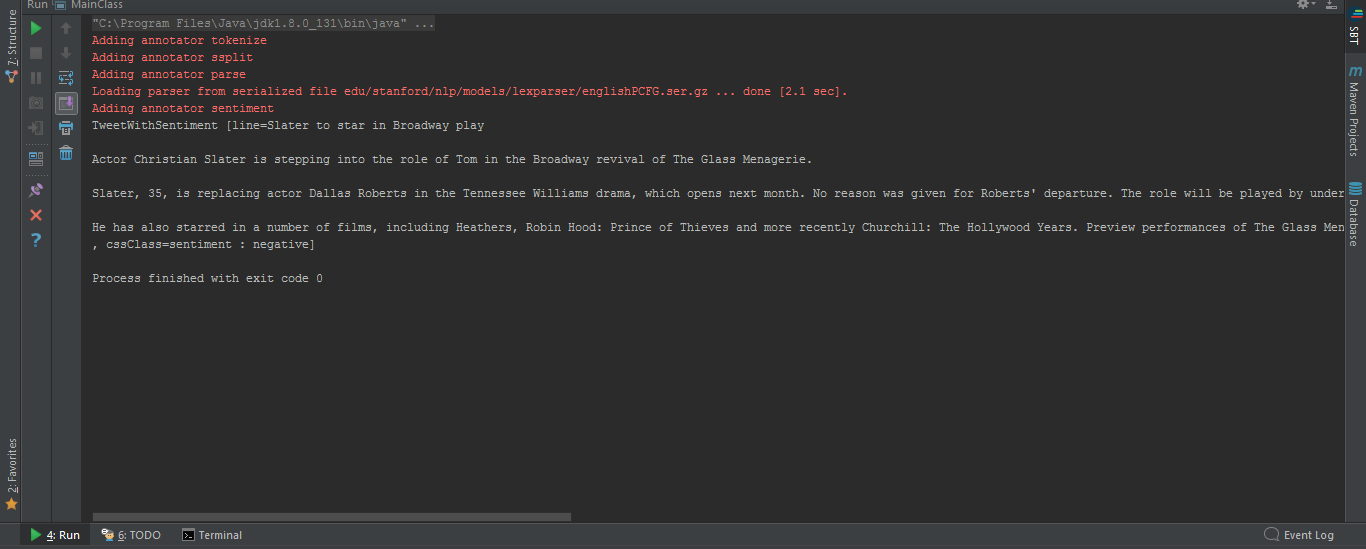 Run MainClass
7: Structure
2: Favorites
"C:\Program Files\Java\jdk1.8.0_131\bin\java" ...
Adding annotator tokenize
Adding annotator ssplit
Adding annotator parse
Loading parser from serialized file edu/stanford/nlp/models/lexparser/englishPCFG.ser.gz ... done [2.1 sec].
Adding annotator sentiment
TweetWithSentiment [line=Slater to star in Broadway play
Actor Christian Slater is stepping into the role of Tom in the Broadway revival of The Glass Menagerie.
Slater, 35, is replacing actor Dallas Roberts in the Tennessee Williams drama, which opens next month. No reason was given for Roberts' departure. The role will be played by under
He has also starred in a number of films, including Heathers, Robin Hood: Prince of Thieves and more recently Churchill: The Hollywood Years. Preview performances of The Glass Men
, cssClass=sentiment : negative]
Process finished with exit code 0
SBT
m Maven Projects
Database
4: Run 6: TODO Terminal Event Log